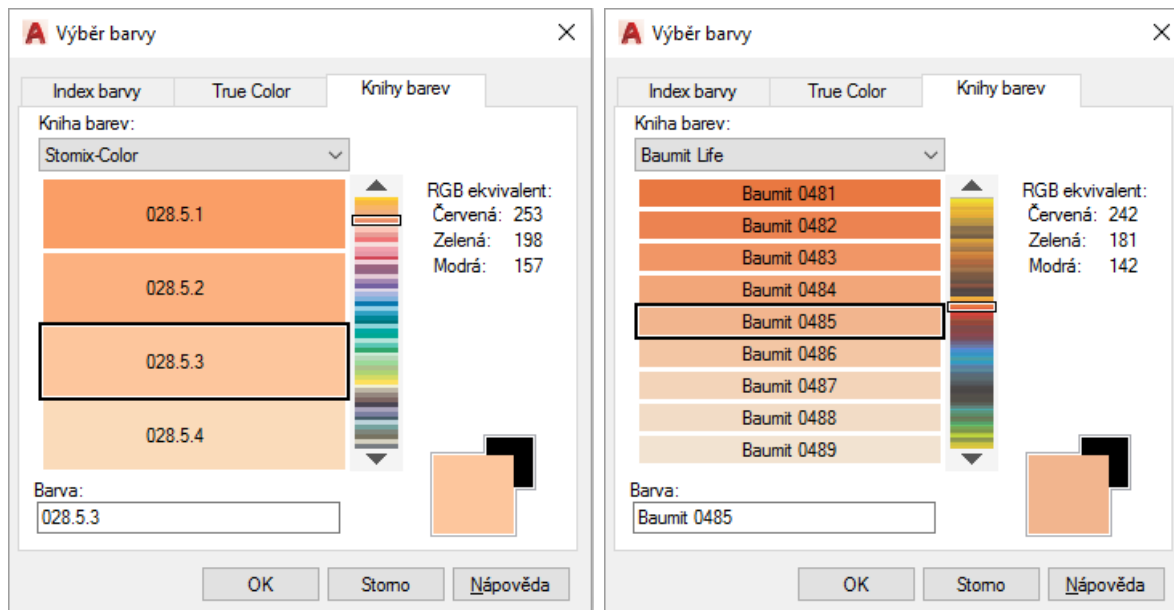 Výběr barvy
Index barvy True Color Knihy barev
Kniha barev:
Stomix-Color
028.5.1
028.5.2
028.5.3
028.5.4
RGB ekvivalent:
Červená: 253
Zelená: 198
Modrá: 157
Barva:
028.5.3
OK Storno Nápověda
Výběr barvy
Index barvy True Color Knihy barev
Kniha barev:
Baumit Life
Baumit 0481
Baumit 0482
Baumit 0483
Baumit 0484
Baumit 0485
Baumit 0486
Baumit 0487
Baumit 0488
Baumit 0489
RGB ekvivalent:
Červená: 242
Zelená: 181
Modrá: 142
Barva:
Baumit 0485
OK Storno Nápověda